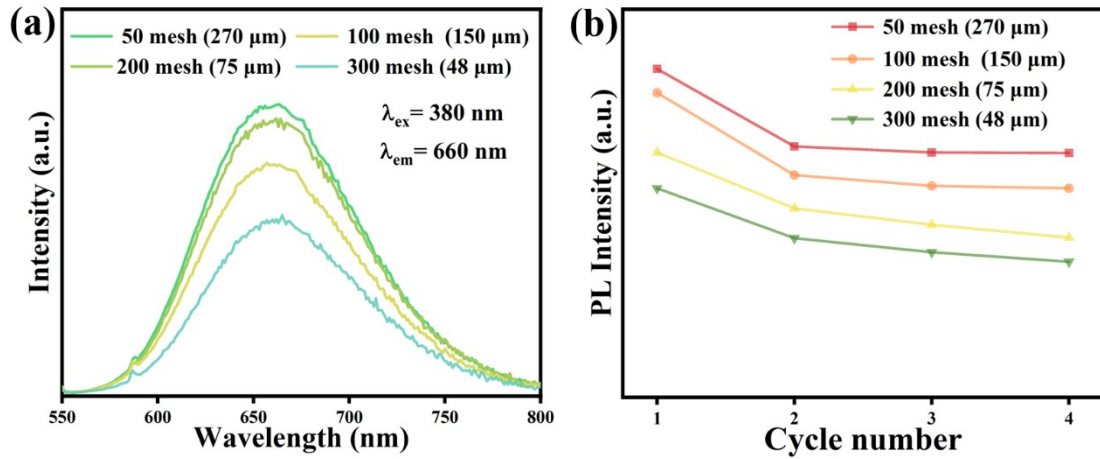 (a)
50 mesh (270 μm)
100 mesh (150 μm)
200 mesh (75 μm)
300 mesh (48 μm)
λex= 380 nm
λem= 660 nm
Intensity (a.u.)
550 600 650 700 750 800
Wavelength (nm)
(b)
50 mesh (270 μm)
100 mesh (150 μm)
200 mesh (75 μm)
300 mesh (48 μm)
PL Intensity (a.u.)
1 2 3 4
Cycle number